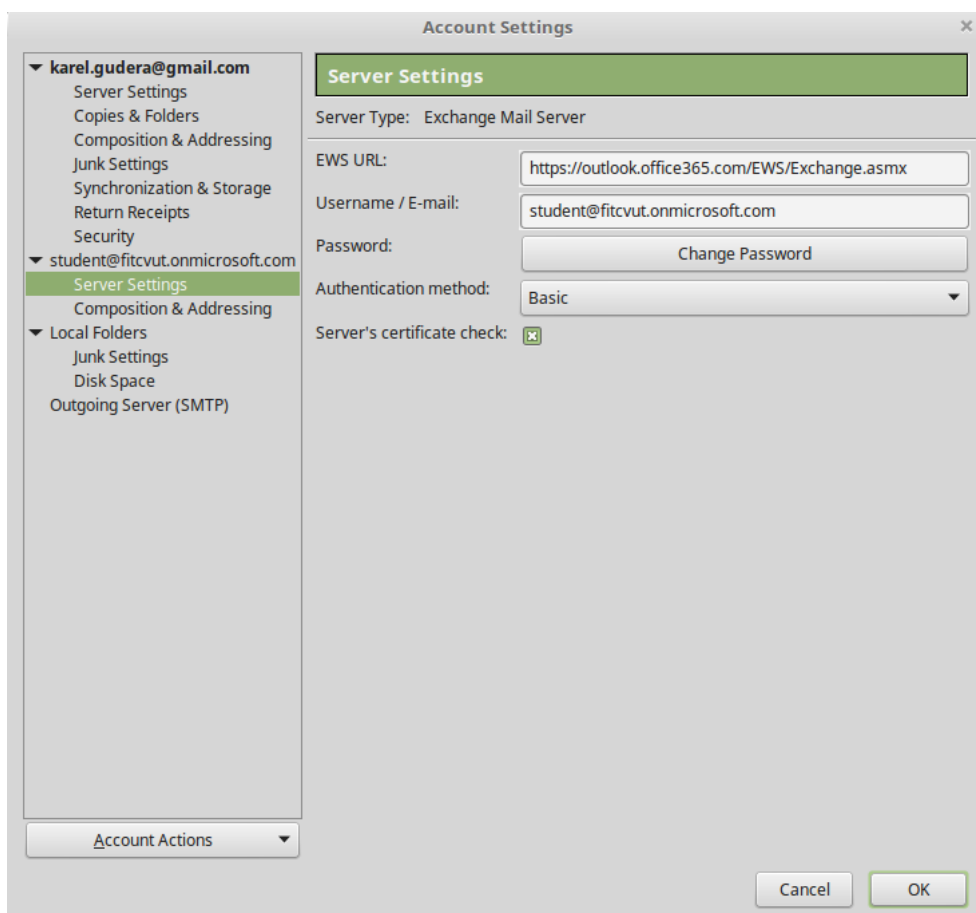 Account Settings
karel.gudera@gmail.com
Server Settings
Copies & Folders
Composition & Addressing
Junk Settings
Synchronization & Storage
Return Receipts
Security
student@fitcvut.onmicrosoft.com
Server Settings
Composition & Addressing
Local Folders
Junk Settings
Disk Space
Outgoing Server (SMTP)
Account Actions
Server Settings
Server Type: Exchange Mail Server
EWS URL: https://outlook.office365.com/EWS/Exchange.asmx
Username / E-mail: student@fitcvut.onmicrosoft.com
Password: Change Password
Authentication method: Basic
Server's certificate check:
Cancel OK